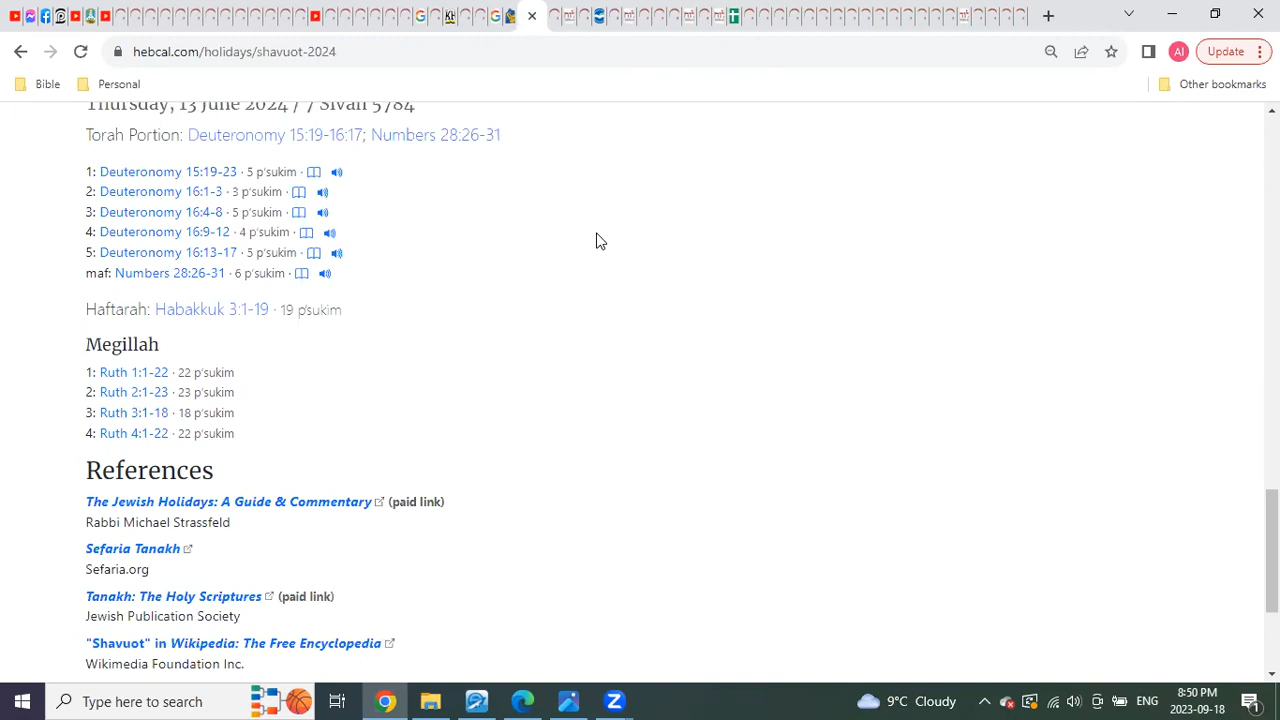 Update
hebcal.com/holidays/shavuot-2024
AI
Bible
Personal
Other bookmarks
Thursday, 13 June 2024 / 7 Sivan 5784
Torah Portion: Deuteronomy 15:19-16:17; Numbers 28:26-31
1: Deuteronomy 15:19-23 · 5 p'sukim ·
2: Deuteronomy 16:1-3 · 3 p'sukim ·
3: Deuteronomy 16:4-8 · 5 p'sukim ·
4: Deuteronomy 16:9-12 · 4 p'sukim ·
5: Deuteronomy 16:13-17 · 5 p'sukim ·
maf: Numbers 28:26-31 · 6 p'sukim ·
Haftarah: Habakkuk 3:1-19 · 19 p'sukim
Megillah
1: Ruth 1:1-22 · 22 p'sukim
2: Ruth 2:1-23 · 23 p'sukim
3: Ruth 3:1-18 · 18 p'sukim
4: Ruth 4:1-22 · 22 p'sukim
References
The Jewish Holidays: A Guide & Commentary (paid link)
Rabbi Michael Strassfeld
Sefaria Tanakh
Sefaria.org
Tanakh: The Holy Scriptures (paid link)
Jewish Publication Society
"Shavuot" in Wikipedia: The Free Encyclopedia
Wikimedia Foundation Inc.
Type here to search
9°C Cloudy
ENG
8:50 PM
2023-09-18